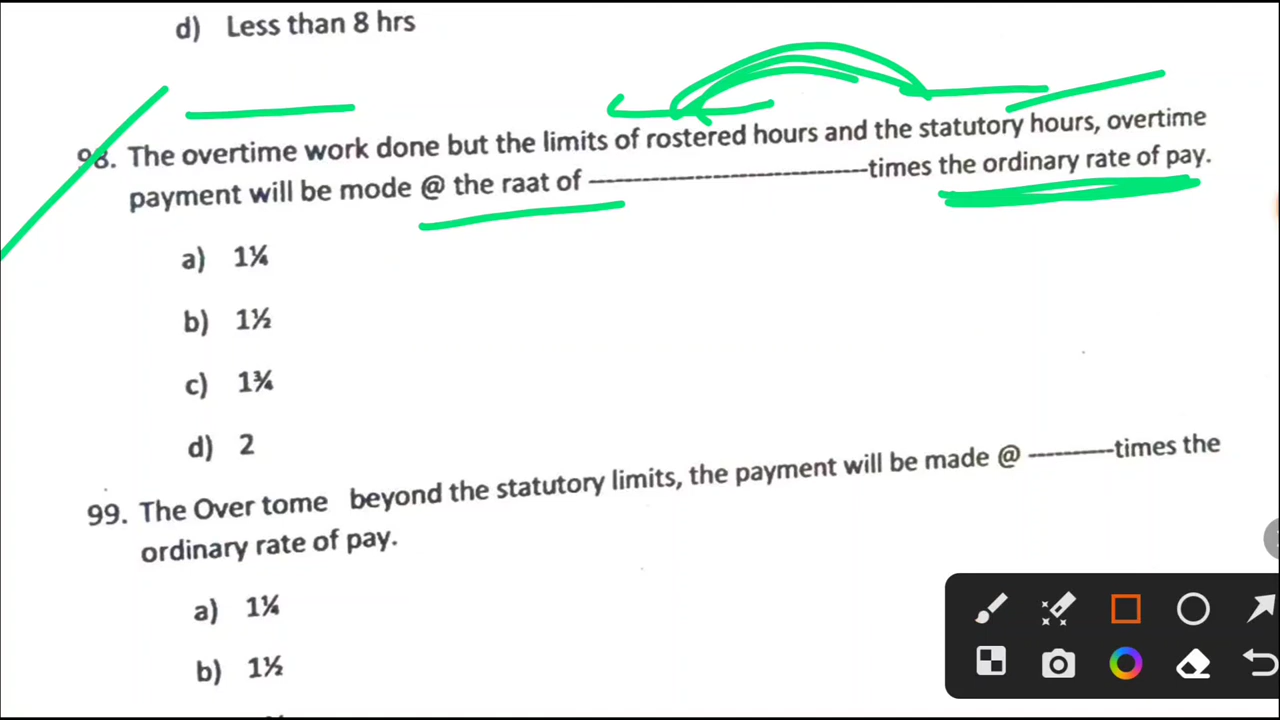 d) Less than 8 hrs
98. The overtime work done but the limits of rostered hours and the statutory hours, overtime
payment will be mode @ the raat of ------------------------------times the ordinary rate of pay.
a) 1¼
b) 1½
c) 1¾
d) 2
99. The Over tome beyond the statutory limits, the payment will be made @ ----------times the
ordinary rate of pay.
a) 1¼
b) 1½